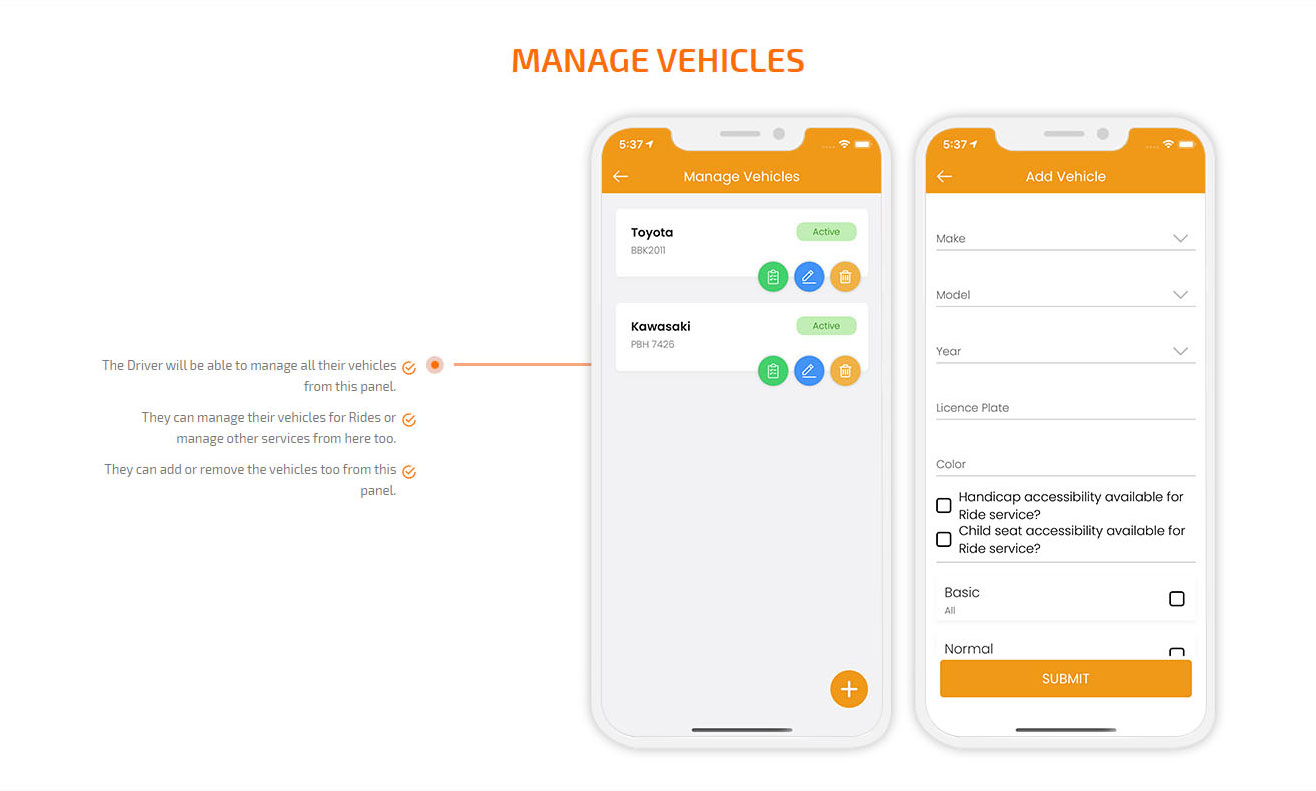 MANAGE VEHICLES
The Driver will be able to manage all their vehicles
from this panel.
They can manage their vehicles for Rides or
manage other services from here too.
They can add or remove the vehicles too from this
panel.
5:37
Manage Vehicles
Toyota
Active
BBK2011
Kawasaki
Active
PBH 7426
5:37
Add Vehicle
Make
Model
Year
Licence Plate
Color
Handicap accessibility available for
Ride service?
Child seat accessibility available for
Ride service?
Basic
All
Normal
SUBMIT